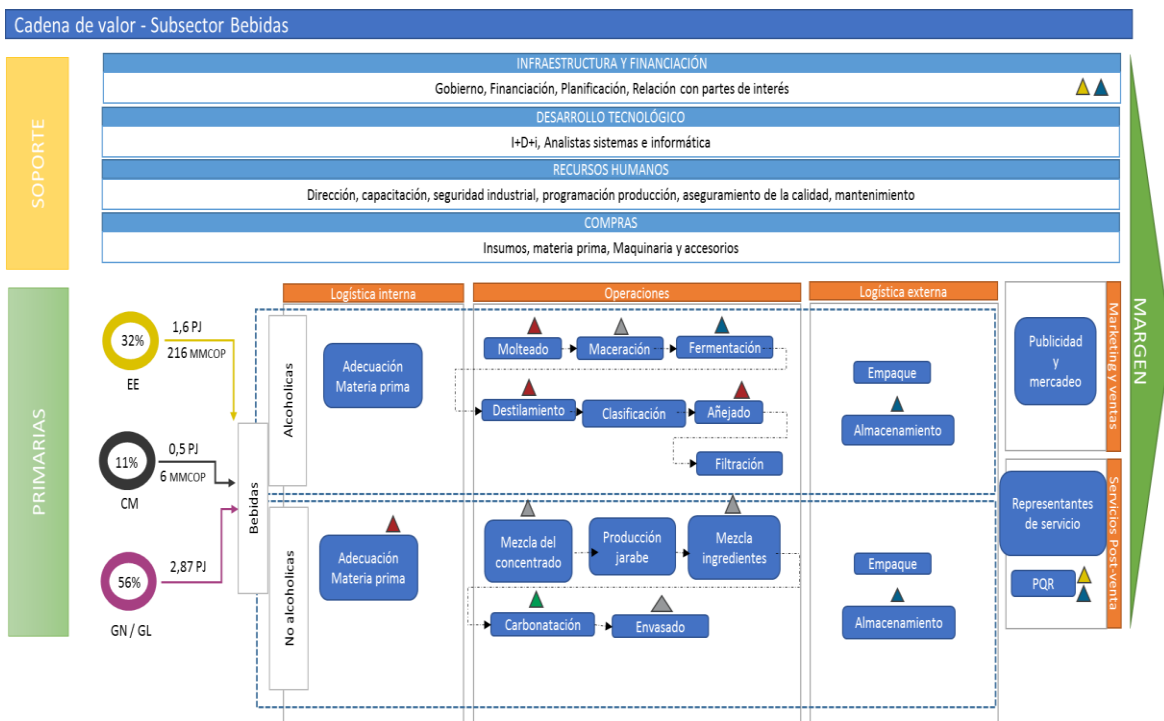 Cadena de valor - Subsector Bebidas
SOPORTE
INFRAESTRUCTURA Y FINANCIACIÓN
Gobierno, Financiación, Planificación, Relación con partes de interés
DESARROLLO TECNOLÓGICO
I+D+i, Analistas sistemas e informática
RECURSOS HUMANOS
Dirección, capacitación, seguridad industrial, programación producción, aseguramiento de la calidad, mantenimiento
COMPRAS
Insumos, materia prima, Maquinaria y accesorios
MARGEN
PRIMARIAS
32%
EE
1,6 PJ
216 MMCOP
11%
CM
0,5 PJ
6 MMCOP
56%
GN / GL
2,87 PJ
Bebidas
Alcoholicas
No alcoholicas
Logística interna
Adecuación
Materia prima
Adecuación
Materia prima
Operaciones
Molteado
Maceración
Fermentación
Destilamiento
Clasificación
Añejado
Filtración
Mezcla del
concentrado
Producción
jarabe
Mezcla
ingredientes
Carbonatación
Envasado
Logística externa
Empaque
Almacenamiento
Empaque
Almacenamiento
Publicidad
y
mercadeo
Marketing y ventas
Representantes
de servicio
PQR
Servicios Post-venta